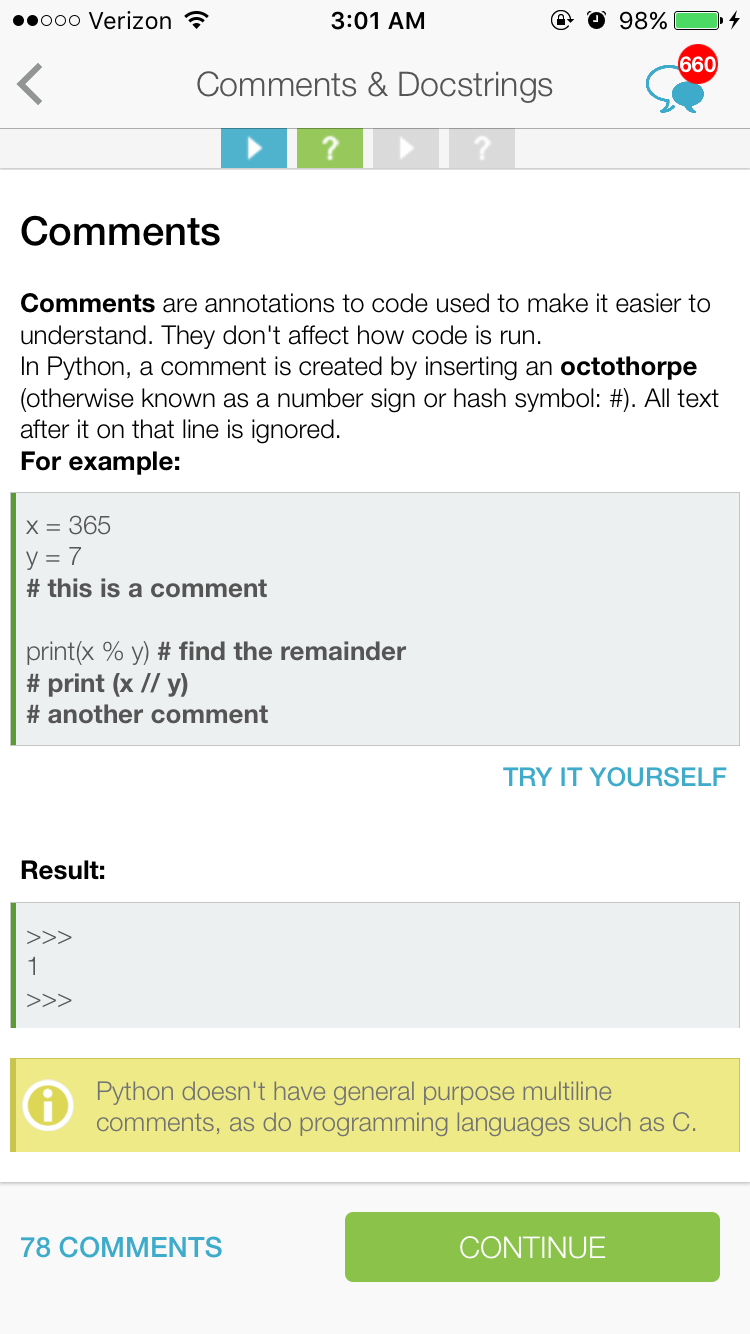 Verizon 3:01 AM 98%
Comments & Docstrings 660
? ?
Comments
Comments are annotations to code used to make it easier to
understand. They don't affect how code is run.
In Python, a comment is created by inserting an octothorpe
(otherwise known as a number sign or hash symbol: #). All text
after it on that line is ignored.
For example:
x = 365
y = 7
# this is a comment
print(x % y) # find the remainder
# print (x // y)
# another comment
TRY IT YOURSELF
Result:
>>>
1
>>>
Python doesn't have general purpose multiline
comments, as do programming languages such as C.
78 COMMENTS CONTINUE